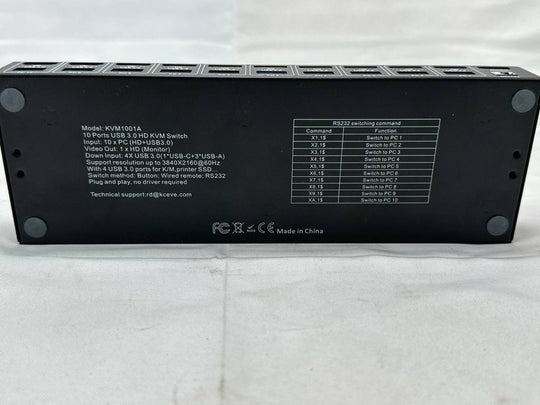 Model: KVM1001A
10 Ports USB 3.0 HD KVM Switch
Input: 10 x PC (HD+USB3.0)
Video Out: 1 x HD (Monitor)
Down Input: 4X USB 3.0(1*USB-C+3*USB-A)
Support resolution up to 3840X2160@60Hz
With 4 USB 3.0 ports for K/M,printer SSD...
Switch method: Button; Wired remote; RS232
Plug and play, no driver required
Technical support:rd@kceve.com
RS232 switching command
Command Function
X1,1$ Switch to PC 1
X2,1$ Switch to PC 2
X3,1$ Switch to PC 3
X4,1$ Switch to PC 4
X5,1$ Switch to PC 5
X6,1$ Switch to PC 6
X7,1$ Switch to PC 7
X8,1$ Switch to PC 8
X9,1$ Switch to PC 9
XA,1$ Switch to PC 10
FC CE Made in China